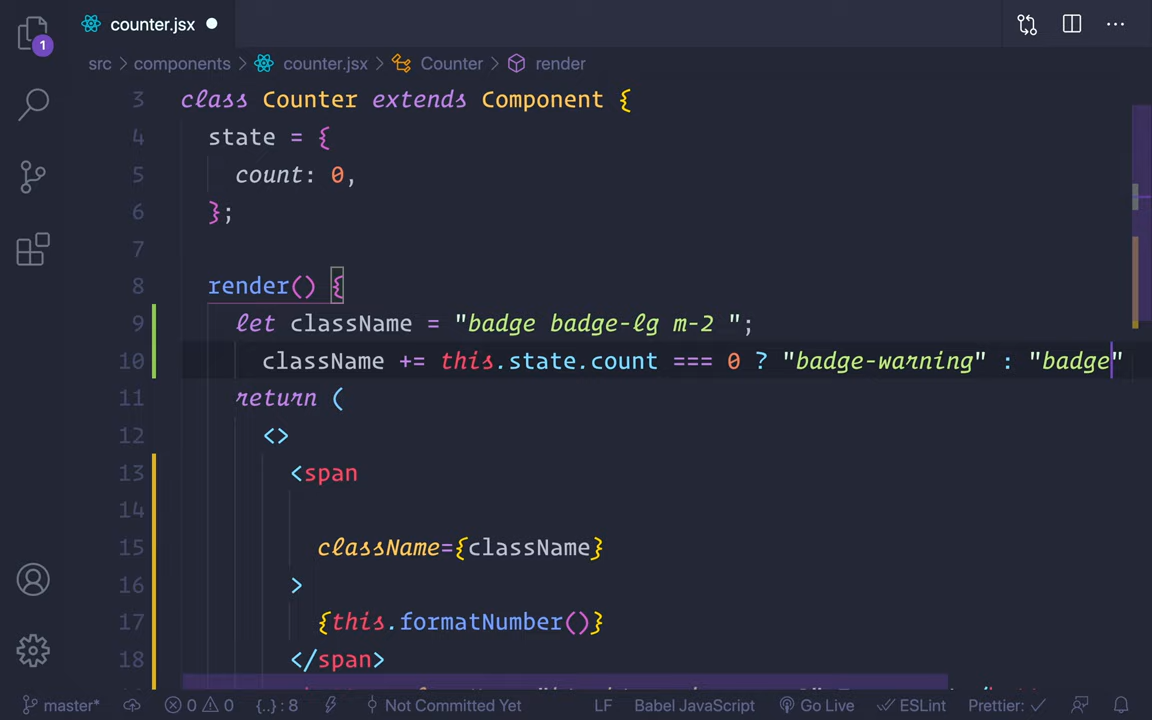 counter.jsx
1
src > components > counter.jsx > Counter > render
3 class Counter extends Component {
4 state = {
5 count: 0,
6 };
7
8 render() {
9 let className = "badge badge-lg m-2 ";
10 className += this.state.count === 0 ? "badge-warning" : "badge"
11 return (
12 <>
13 <span
14
15 className={className}
16 >
17 {this.formatNumber()}
18 </span>
master* 0 0 {..} : 8 Not Committed Yet LF Babel JavaScript Go Live ESLint Prettier: ✓